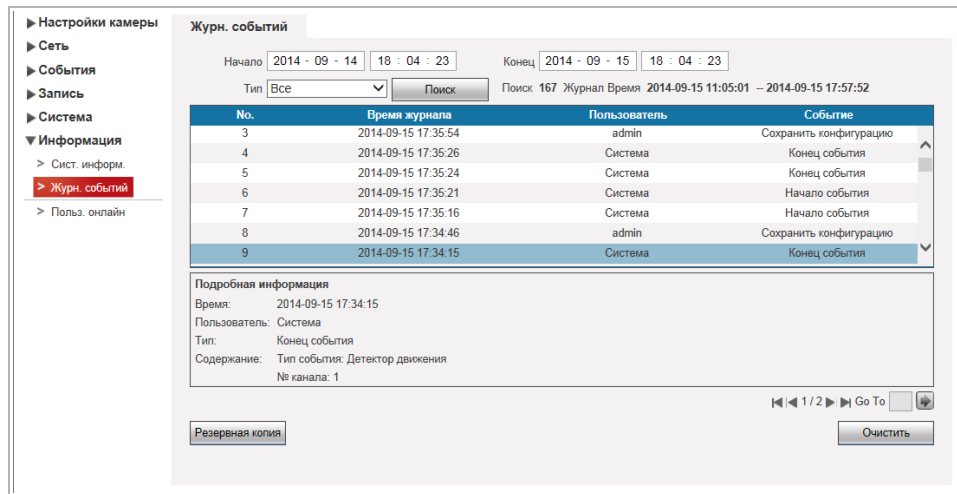 Настройки камеры
Сеть
События
Запись
Система
Информация
> Сист. информ.
> Журн. событий
> Польз. онлайн
Журн. событий
Начало 2014 - 09 - 14 18 : 04 : 23 Конец 2014 - 09 - 15 18 : 04 : 23
Тип Все Поиск Поиск 167 Журнал Время 2014-09-15 11:05:01 -- 2014-09-15 17:57:52
No. Время журнала Пользователь Событие
3 2014-09-15 17:35:54 admin Сохранить конфигурацию
4 2014-09-15 17:35:26 Система Конец события
5 2014-09-15 17:35:24 Система Конец события
6 2014-09-15 17:35:21 Система Начало события
7 2014-09-15 17:35:16 Система Начало события
8 2014-09-15 17:34:46 admin Сохранить конфигурацию
9 2014-09-15 17:34:15 Система Конец события
Подробная информация
Время: 2014-09-15 17:34:15
Пользователь: Система
Тип: Конец события
Содержание: Тип события: Детектор движения
№ канала: 1
1 / 2 Go To
Резервная копия Очистить